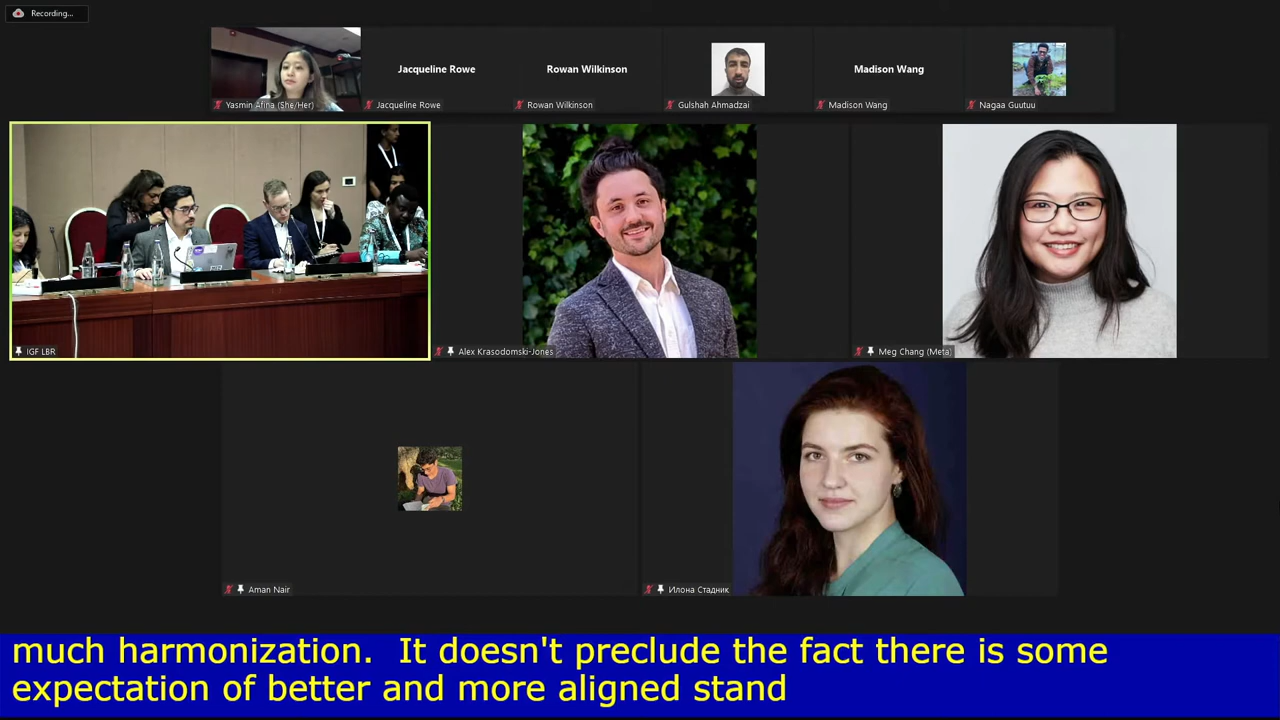 Recording...
Jacqueline Rowe
Rowan Wilkinson
Madison Wang
Yasmin Afina (She/Her)
Jacqueline Rowe
Rowan Wilkinson
Gulshah Ahmadzai
Madison Wang
Nagaa Guutuu
IGF LBR
Alex Krasodomski-Jones
Meg Chang (Meta)
Aman Nair
Илона Стадник
much harmonization.  It doesn't preclude the fact there is some
expectation of better and more aligned stand